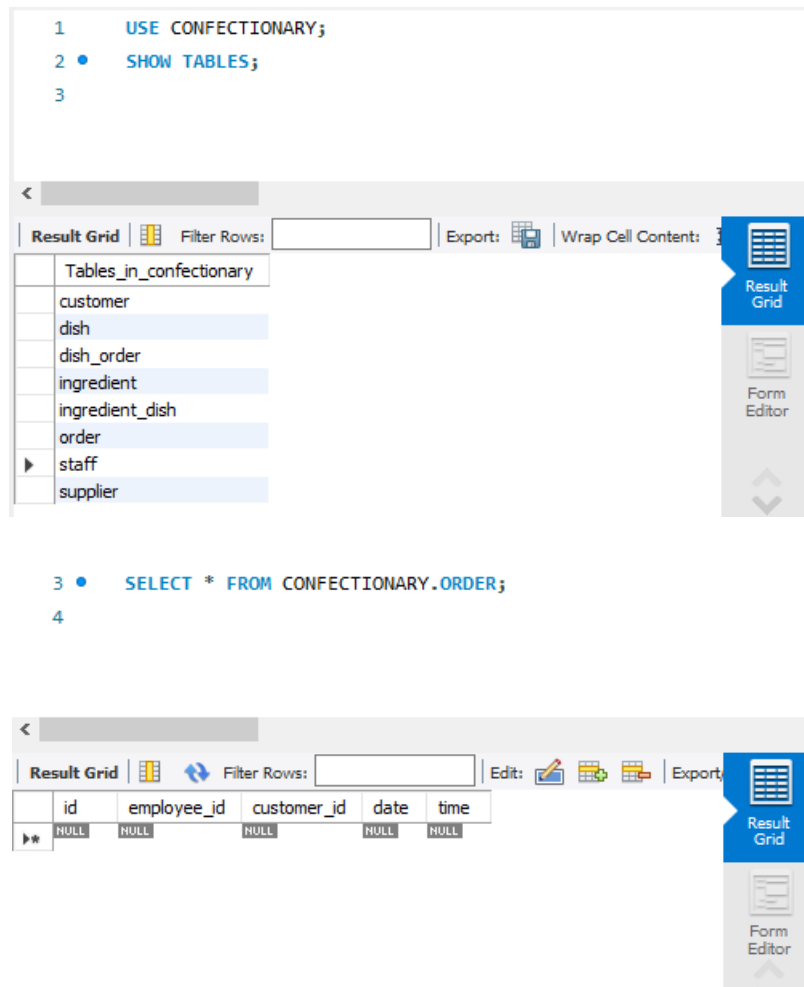 1 USE CONFECTIONARY;
2 SHOW TABLES;
3
Result Grid Filter Rows: Export: Wrap Cell Content:
Tables_in_confectionary
customer
dish
dish_order
ingredient
ingredient_dish
order
staff
supplier
Result
Grid
Form
Editor
3 SELECT * FROM CONFECTIONARY.ORDER;
4
Result Grid Filter Rows: Edit: Export/
id employee_id customer_id date time
NULL NULL NULL NULL NULL
Result
Grid
Form
Editor